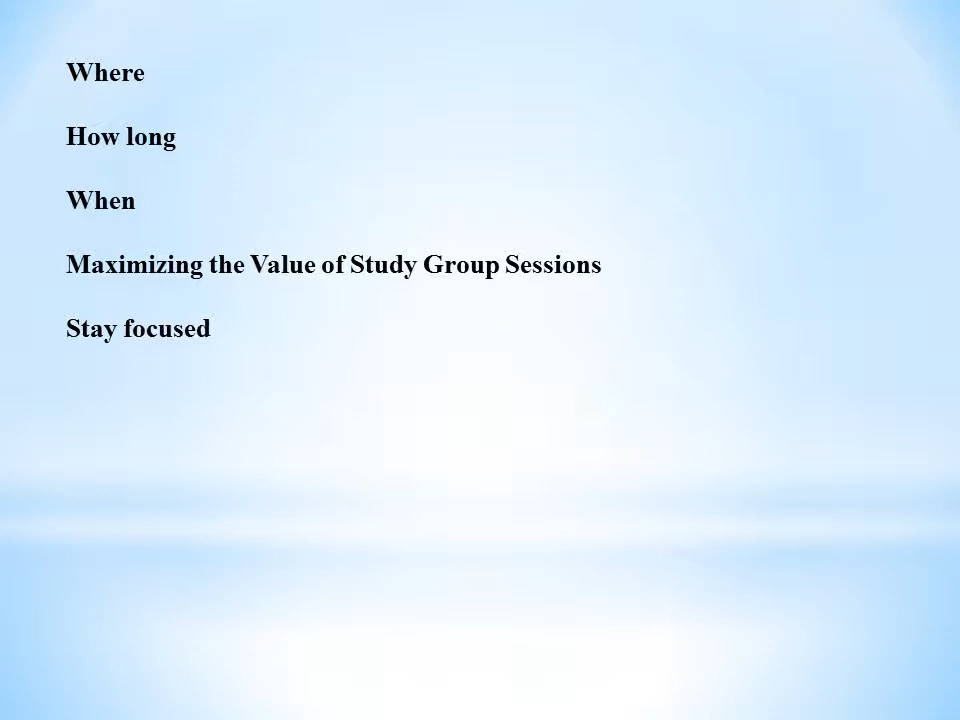 Where
How long
When
Maximizing the Value of Study Group Sessions
Stay focused